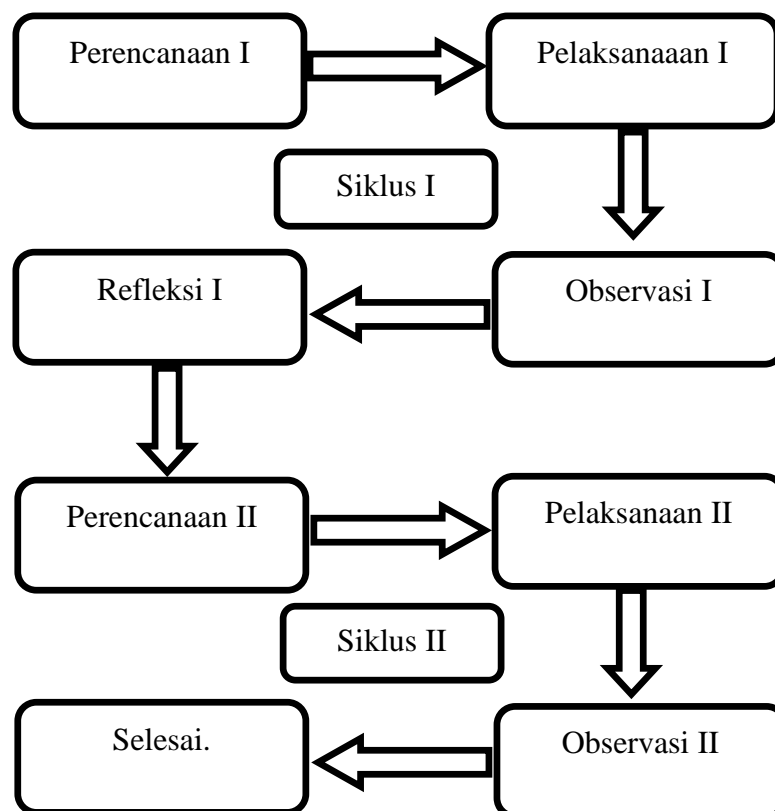 Perencanaan I
Pelaksanaaan I
Siklus I
Refleksi I
Observasi I
Perencanaan II
Pelaksanaan II
Siklus II
Selesai.
Observasi II